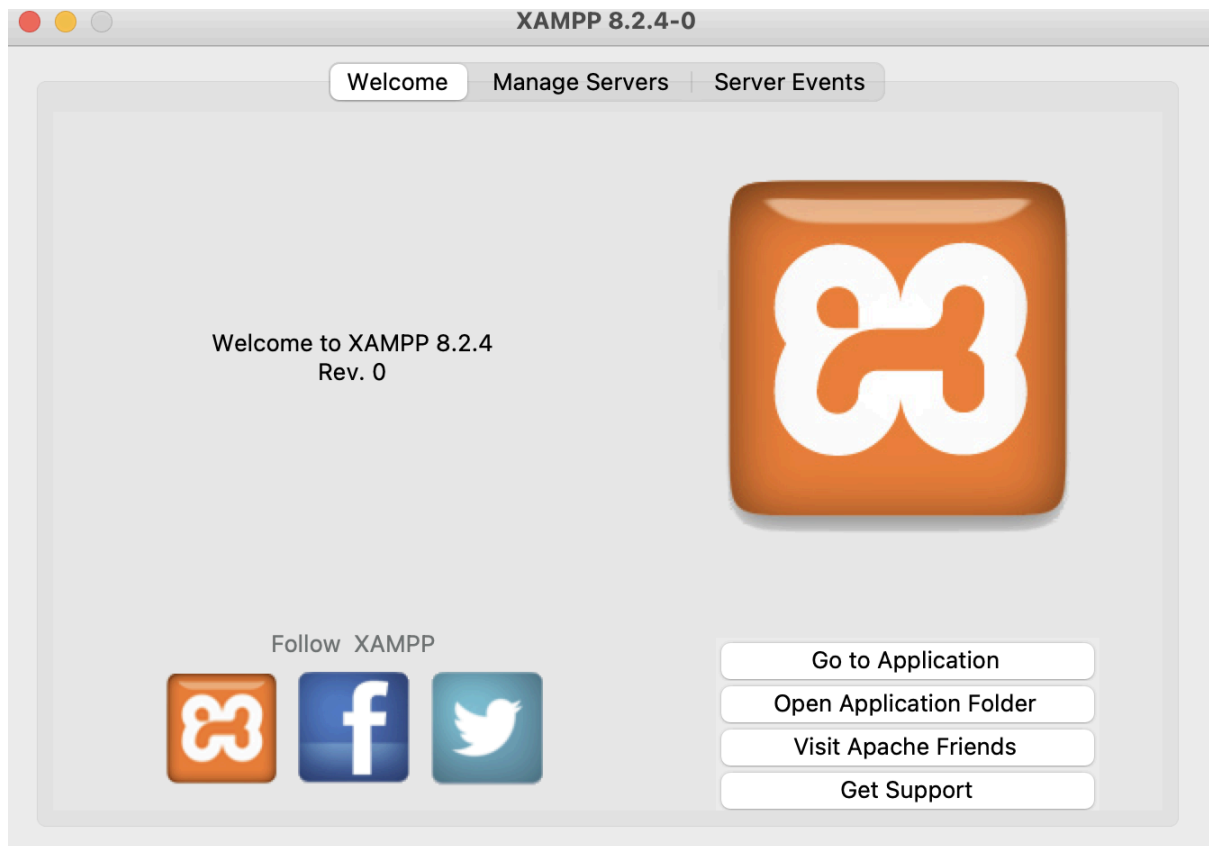 XAMPP 8.2.4-0
Welcome
Manage Servers
Server Events
Welcome to XAMPP 8.2.4
Rev. 0
Follow XAMPP
Go to Application
Open Application Folder
Visit Apache Friends
Get Support